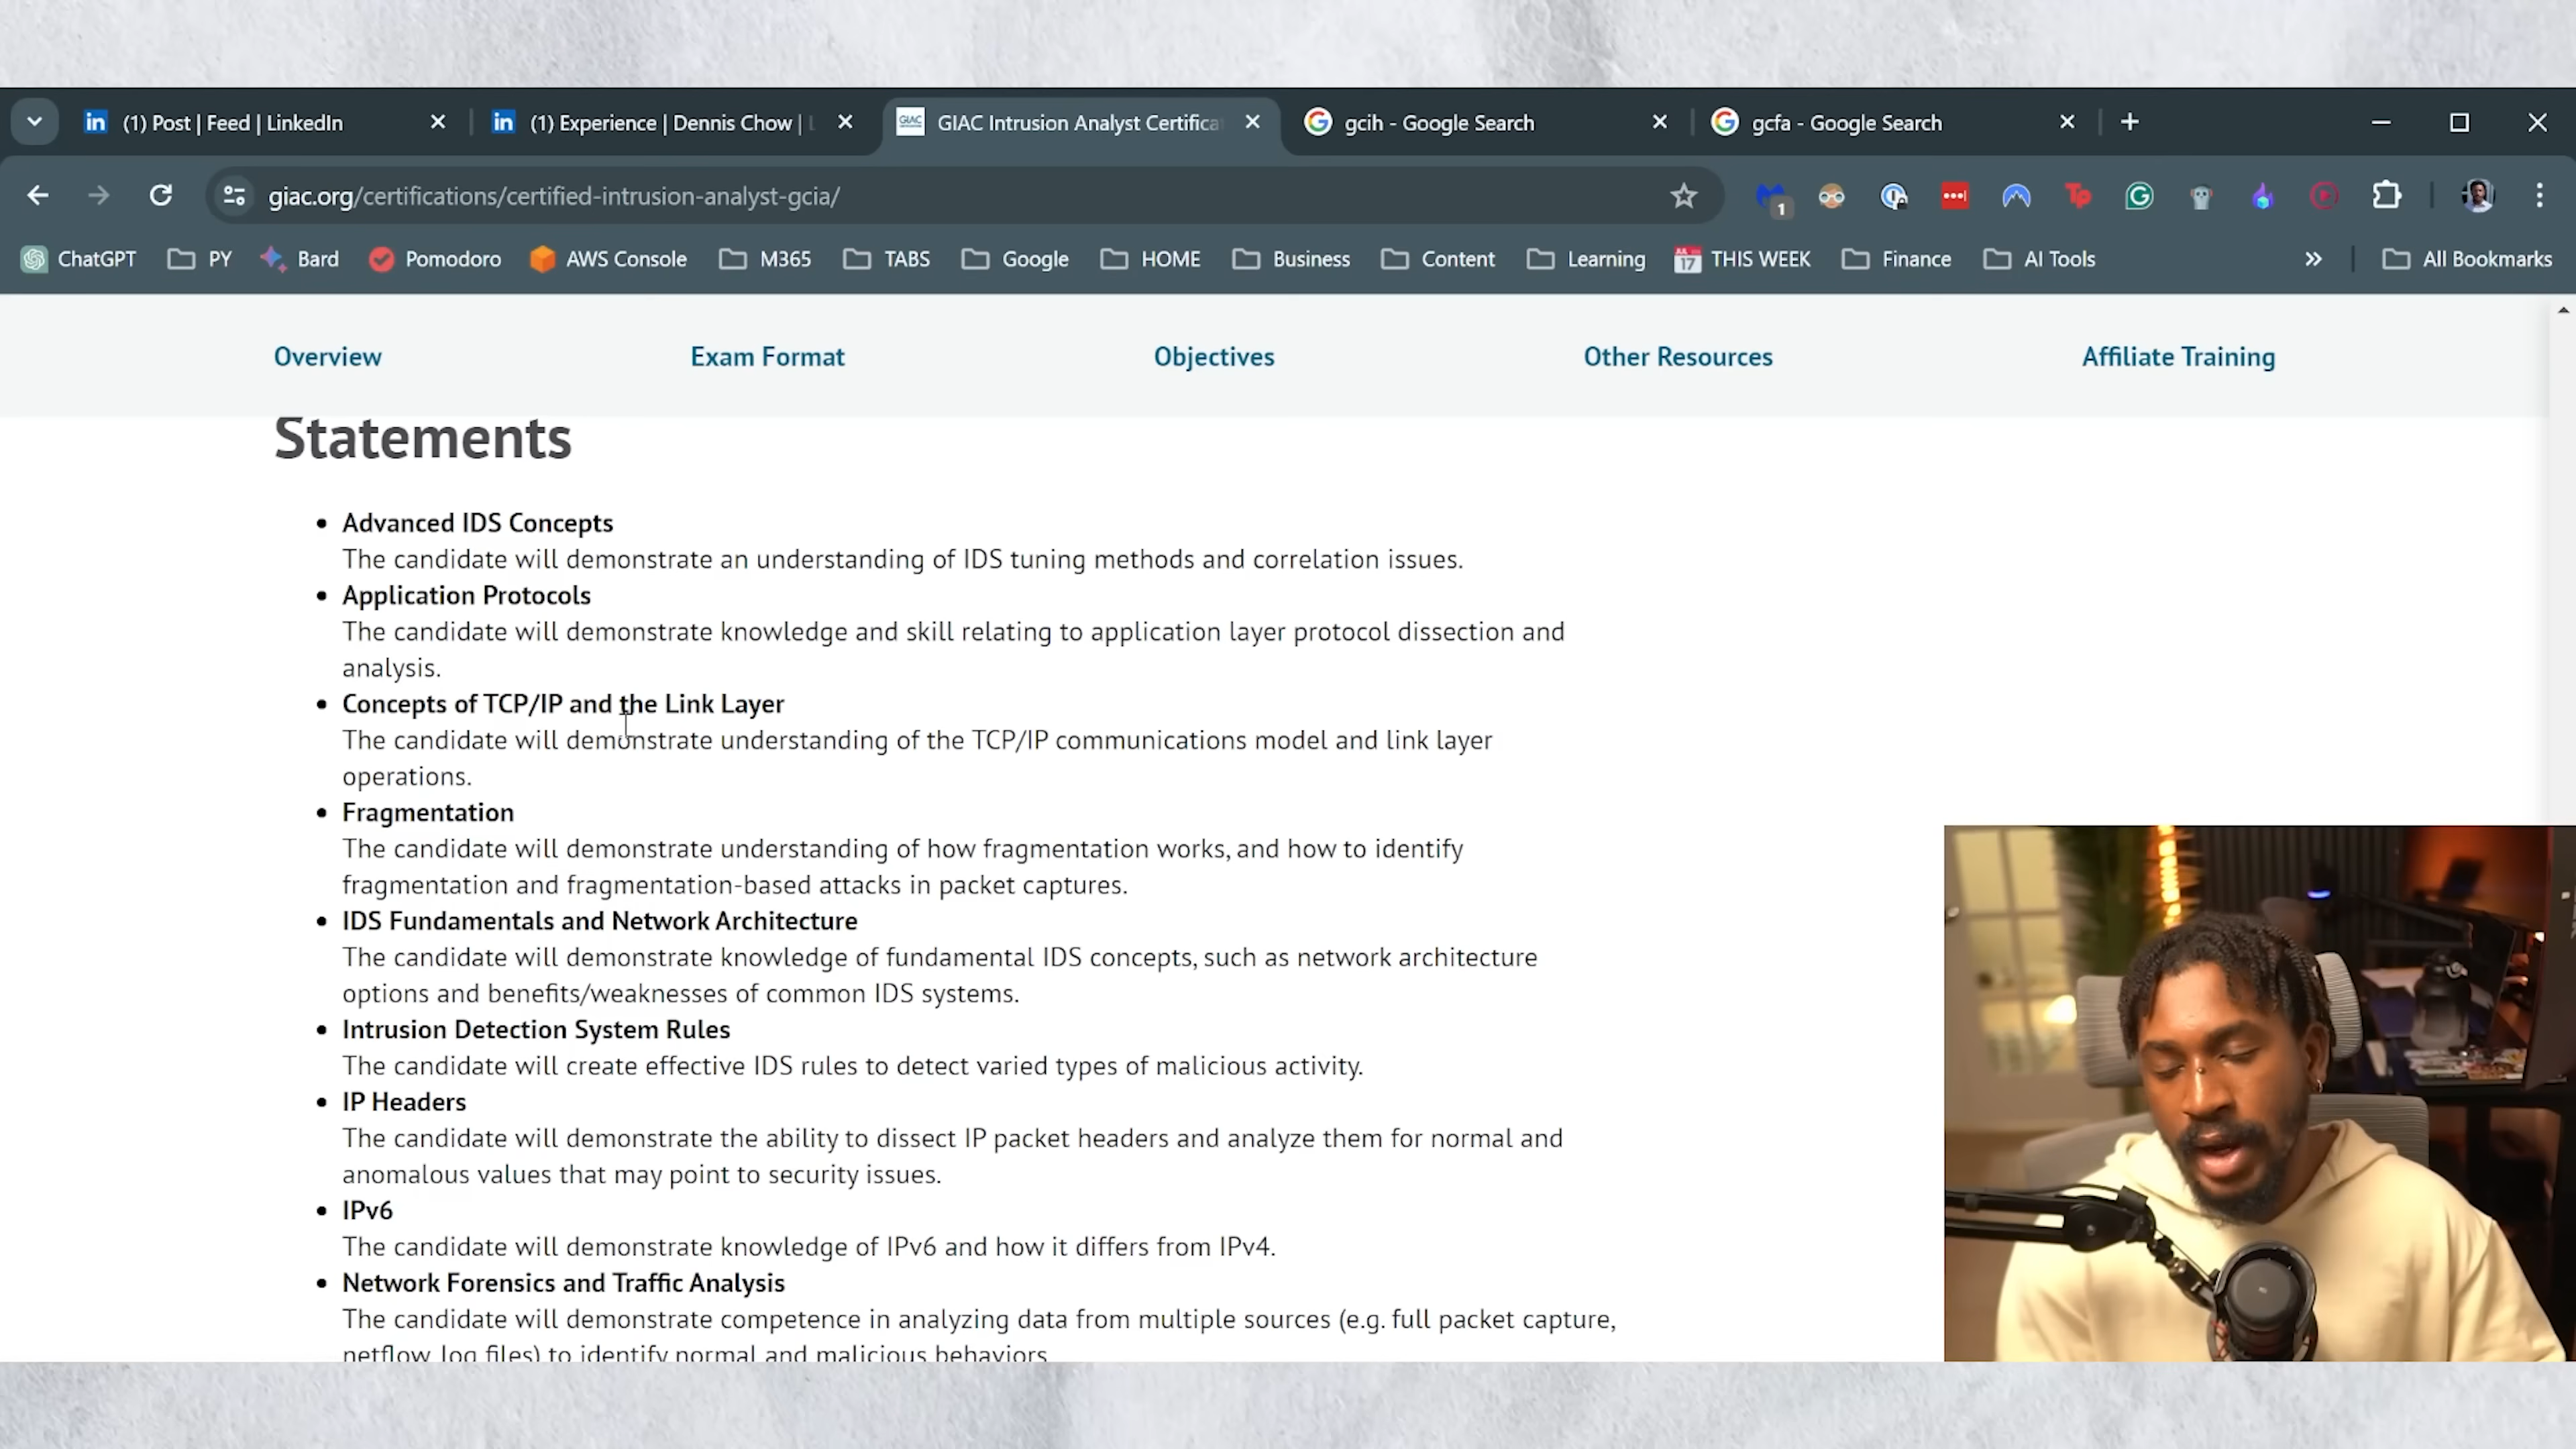 (1) Post | Feed | LinkedIn
(1) Experience | Dennis Chow |
GIAC Intrusion Analyst Certifica
gcih - Google Search
gcfa - Google Search
giac.org/certifications/certified-intrusion-analyst-gcia/
1
ChatGPT
PY
Bard
Pomodoro
AWS Console
M365
TABS
Google
HOME
Business
Content
Learning
JUL 17
THIS WEEK
Finance
AI Tools
All Bookmarks
Overview
Exam Format
Objectives
Other Resources
Affiliate Training
Statements
• Advanced IDS Concepts
The candidate will demonstrate an understanding of IDS tuning methods and correlation issues.
• Application Protocols
The candidate will demonstrate knowledge and skill relating to application layer protocol dissection and
analysis.
• Concepts of TCP/IP and the Link Layer
The candidate will demonstrate understanding of the TCP/IP communications model and link layer
operations.
• Fragmentation
The candidate will demonstrate understanding of how fragmentation works, and how to identify
fragmentation and fragmentation-based attacks in packet captures.
• IDS Fundamentals and Network Architecture
The candidate will demonstrate knowledge of fundamental IDS concepts, such as network architecture
options and benefits/weaknesses of common IDS systems.
• Intrusion Detection System Rules
The candidate will create effective IDS rules to detect varied types of malicious activity.
• IP Headers
The candidate will demonstrate the ability to dissect IP packet headers and analyze them for normal and
anomalous values that may point to security issues.
• IPv6
The candidate will demonstrate knowledge of IPv6 and how it differs from IPv4.
• Network Forensics and Traffic Analysis
The candidate will demonstrate competence in analyzing data from multiple sources (e.g. full packet capture,
netflow, log files) to identify normal and malicious behaviors.